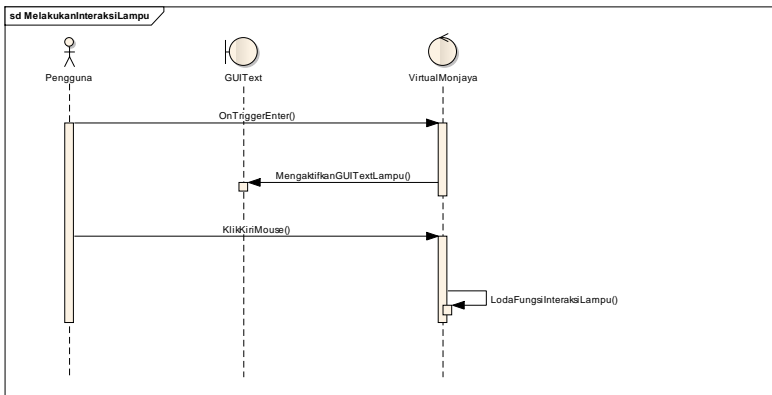 sd MelakukanInteraksiLampu
Pengguna
GUIText
VirtualMonjaya
OnTriggerEnter()
MengaktifkanGUITextLampu()
KlikKiriMouse()
LodaFungsiInteraksiLampu()